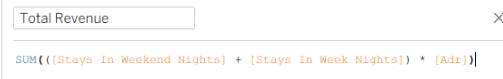 Total Revenue
SUM(([Stays In Weekend Nights] + [Stays In Week Nights]) * [Adr])